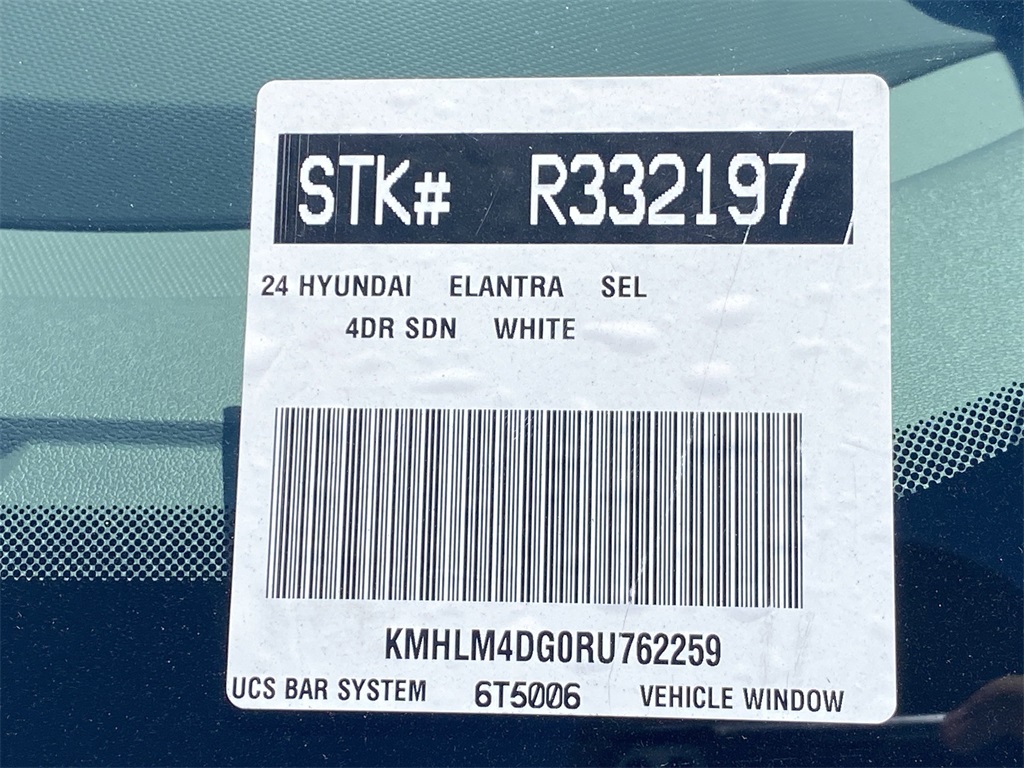 STK# R332197
24 HYUNDAI ELANTRA SEL
4DR SDN WHITE
KMHLM4DG0RU762259
UCS BAR SYSTEM 6T5006 VEHICLE WINDOW